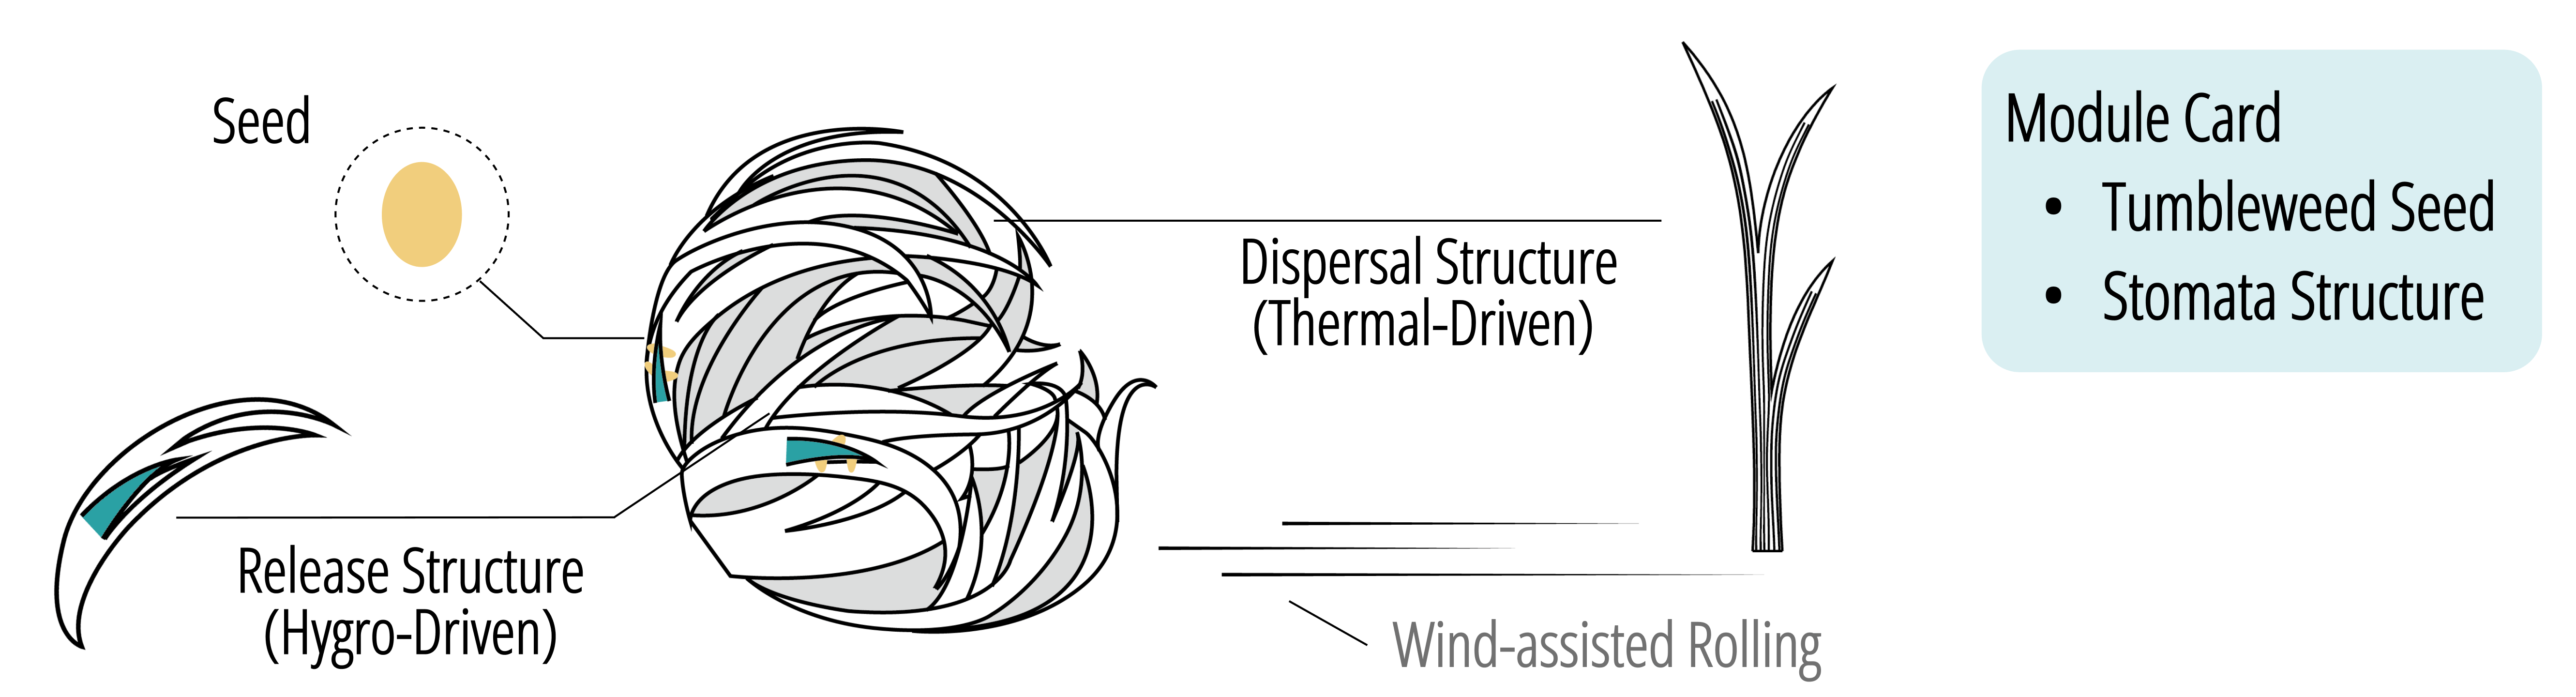 Seed
Dispersal Structure
(Thermal-Driven)
Release Structure
(Hygro-Driven)
Wind-assisted Rolling
Module Card
• Tumbleweed Seed
• Stomata Structure